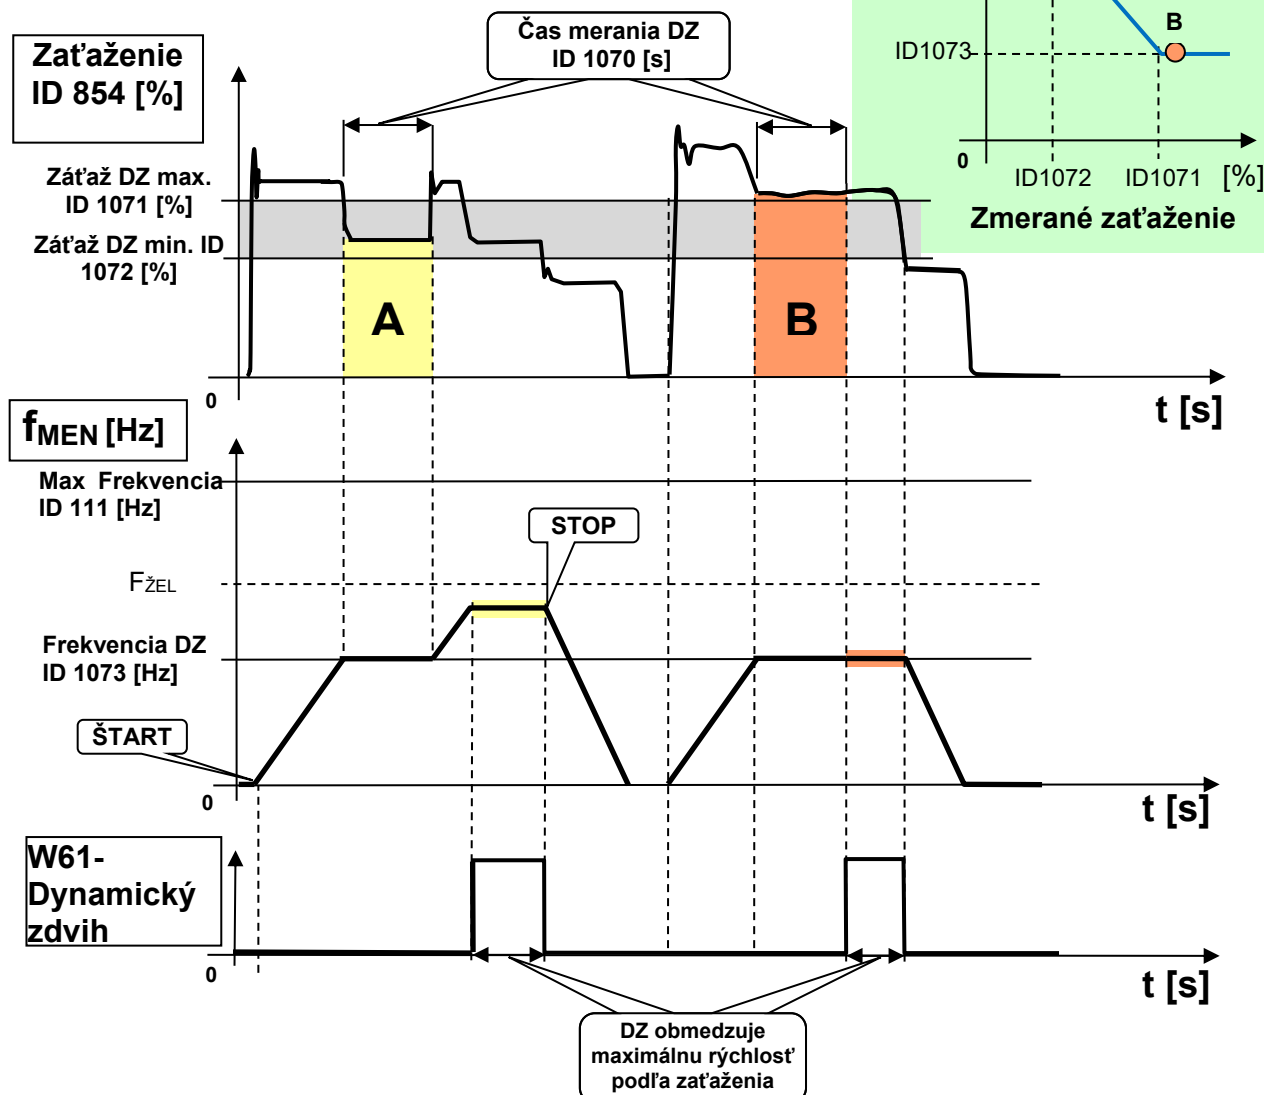 Zaťaženie
ID 854 [%]
Čas merania DZ
ID 1070 [s]
B
ID1073
0
ID1072
ID1071
[%]
Zmerané zaťaženie
Záťaž DZ max.
ID 1071 [%]
Záťaž DZ min. ID
1072 [%]
A
B
0
t [s]
fMEN [Hz]
Max Frekvencia
ID 111 [Hz]
STOP
FŽEL
Frekvencia DZ
ID 1073 [Hz]
ŠTART
0
t [s]
W61-
Dynamický
zdvih
0
t [s]
DZ obmedzuje
maximálnu rýchlosť
podľa zaťaženia